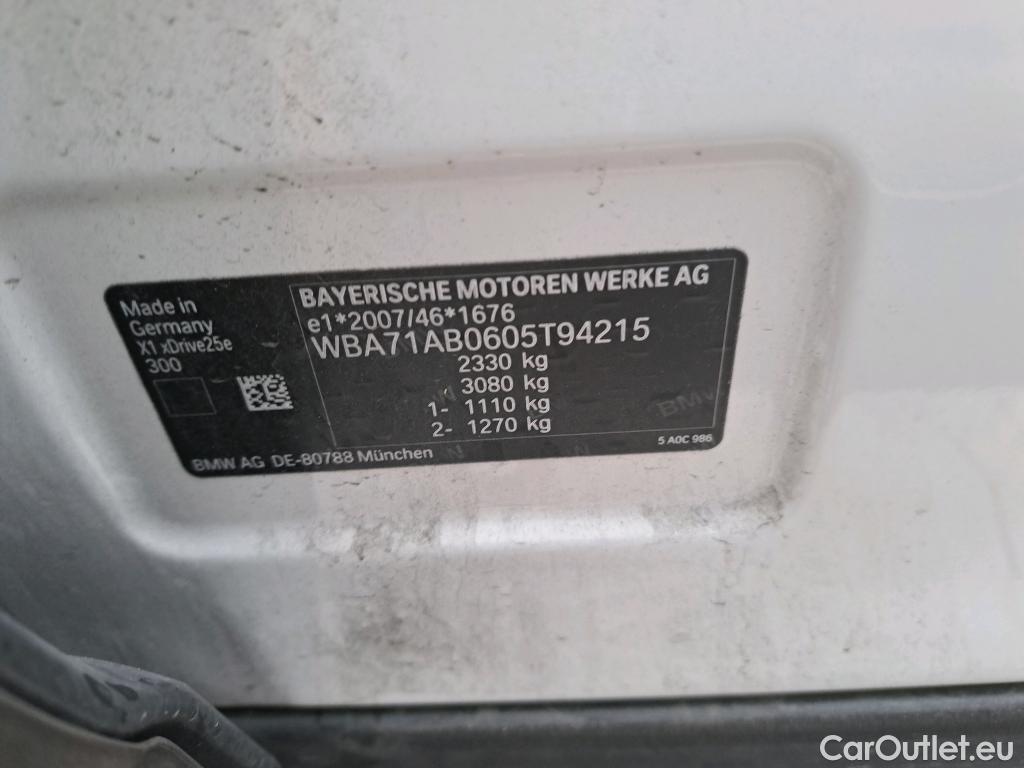 Made in
Germany
X1 xDrive25e
300
BAYERISCHE MOTOREN WERKE AG
e1*2007/46*1676
WBA71AB0605T94215
2330 kg
3080 kg
1- 1110 kg
2- 1270 kg
BMW
5 A0C 986
BMW AG DE-80788 München
CarOutlet.eu